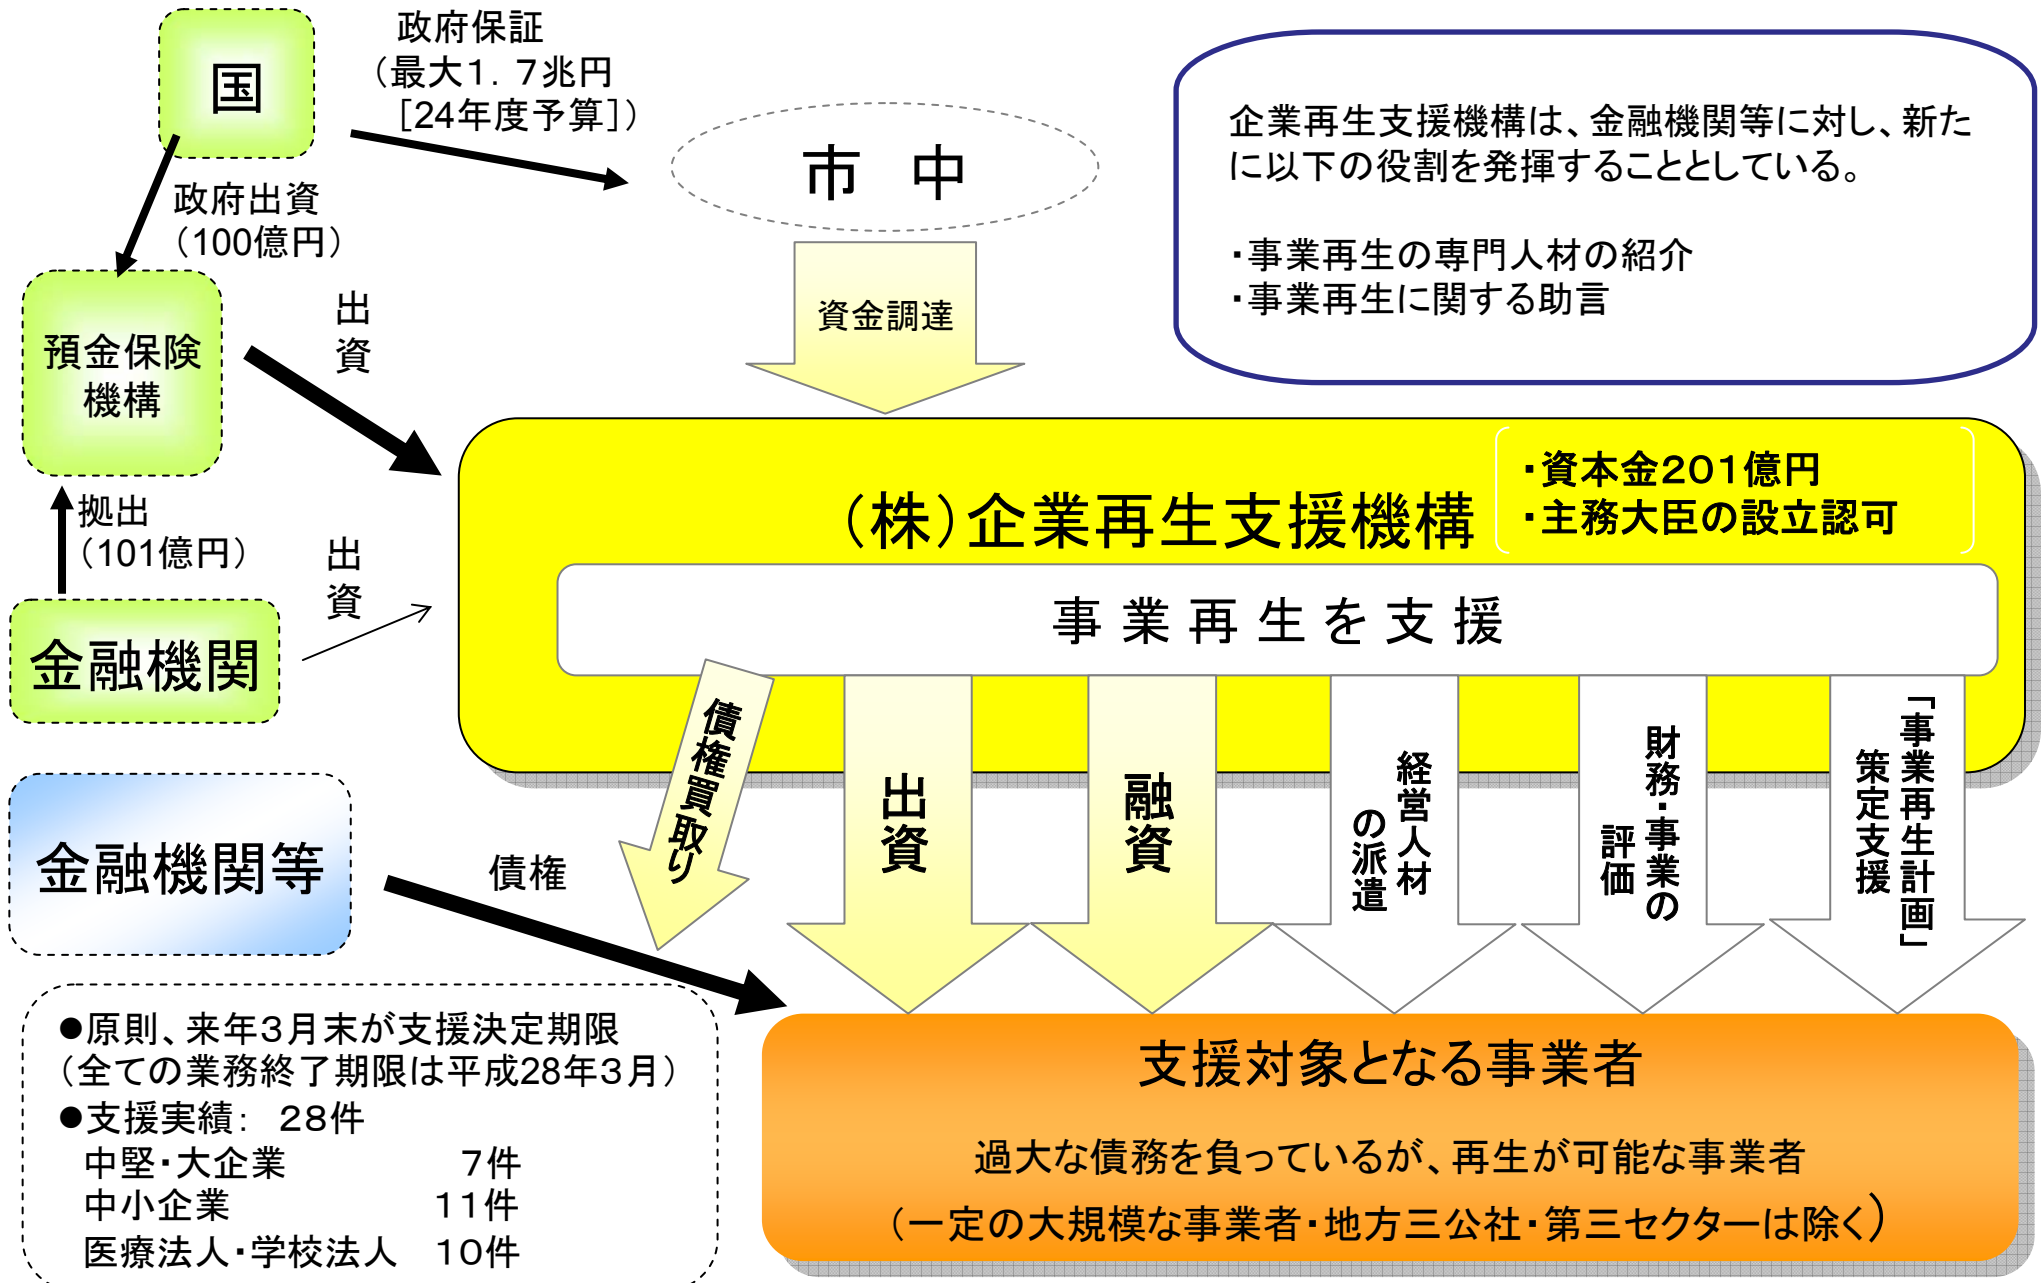 国
政府保証
（最大１．７兆円
［24年度予算］）
政府出資
（100億円）
市　中
企業再生支援機構は、金融機関等に対し、新た
に以下の役割を発揮することとしている。
・事業再生の専門人材の紹介
・事業再生に関する助言
資金調達
預金保険
機構
出資
拠出
（101億円）
出資
金融機関
（株）企業再生支援機構
・資本金２０１億円
・主務大臣の設立認可
事業再生を支援
債権買取り
出資
融資
経営人材
の派遣
財務・事業の
評価
「事業再生計画」
策定支援
金融機関等
債権
●原則、来年３月末が支援決定期限
（全ての業務終了期限は平成28年３月）
●支援実績：　２８件
中堅・大企業　７件
中小企業　１１件
医療法人・学校法人　１０件
支援対象となる事業者
過大な債務を負っているが、再生が可能な事業者
（一定の大規模な事業者・地方三公社・第三セクターは除く）